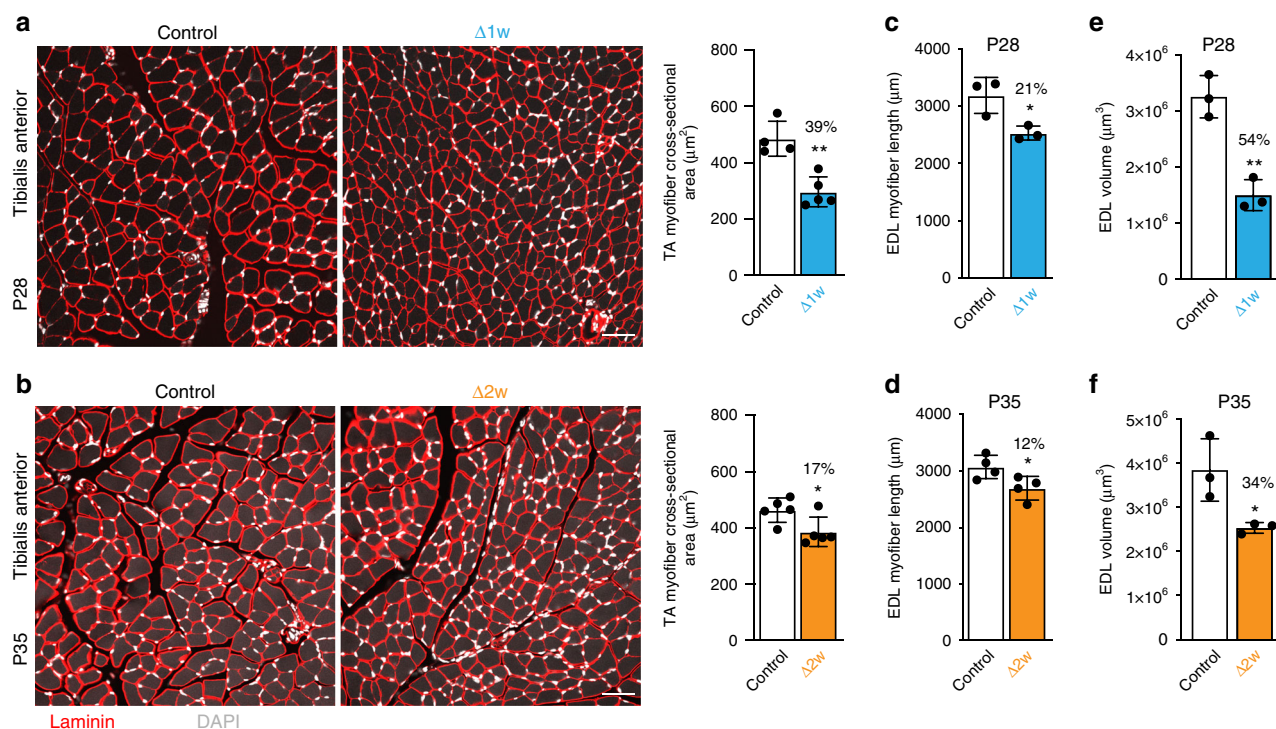 a
Control
Δ1w
Tibialis anterior
P28
TA myofiber cross-sectional
area (μm²)
800
600
400
200
0
39%
**
Control
Δ1w
c
P28
EDL myofiber length (μm)
4000
3000
2000
1000
0
21%
*
Control
Δ1w
e
P28
EDL volume (μm³)
4×10⁶
3×10⁶
2×10⁶
1×10⁶
0
54%
**
Control
Δ1w
b
Control
Δ2w
Tibialis anterior
P35
Laminin
DAPI
TA myofiber cross-sectional
area (μm²)
800
600
400
200
0
17%
*
Control
Δ2w
d
P35
EDL myofiber length (μm)
4000
3000
2000
1000
0
12%
*
Control
Δ2w
f
P35
EDL volume (μm³)
5×10⁶
4×10⁶
3×10⁶
2×10⁶
1×10⁶
0
34%
*
Control
Δ2w